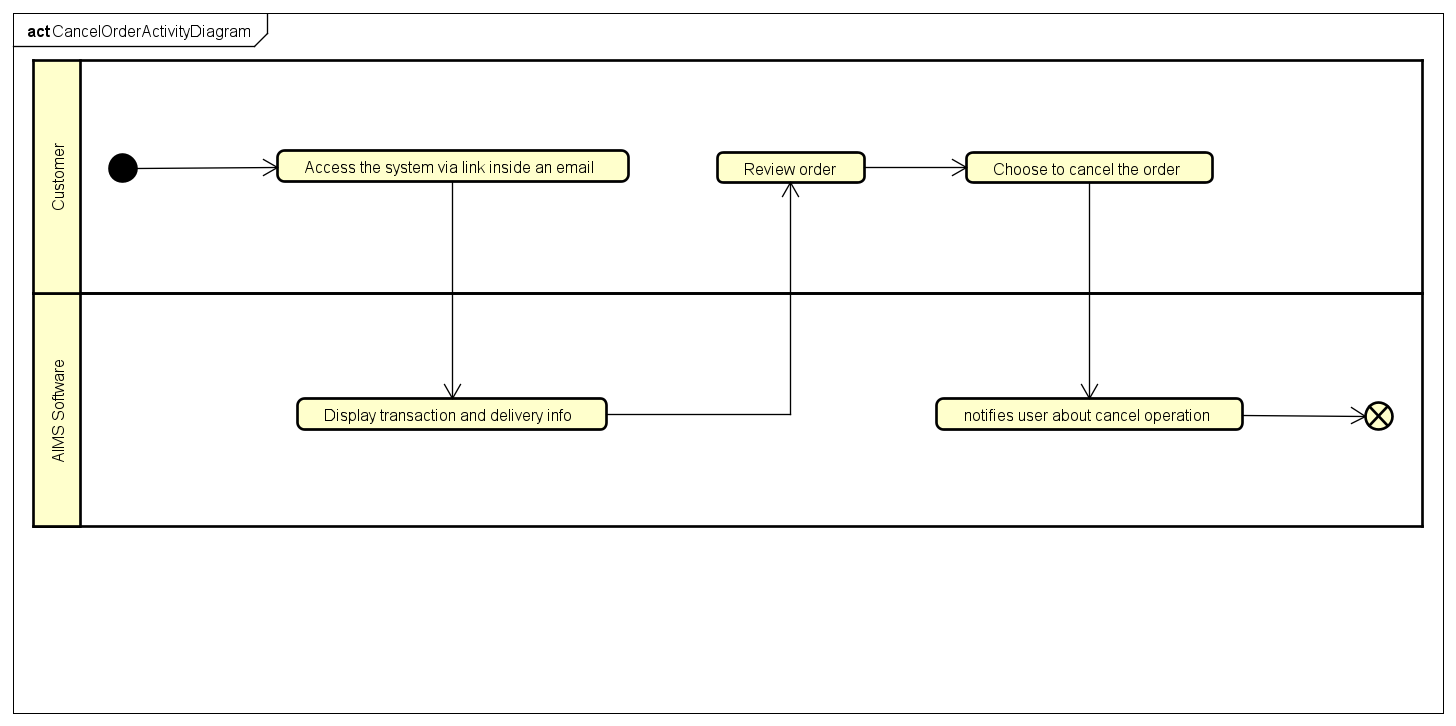 act CancelOrderActivityDiagram
Customer
Access the system via link inside an email
Review order
Choose to cancel the order
AIMS Software
Display transaction and delivery info
notifies user about cancel operation